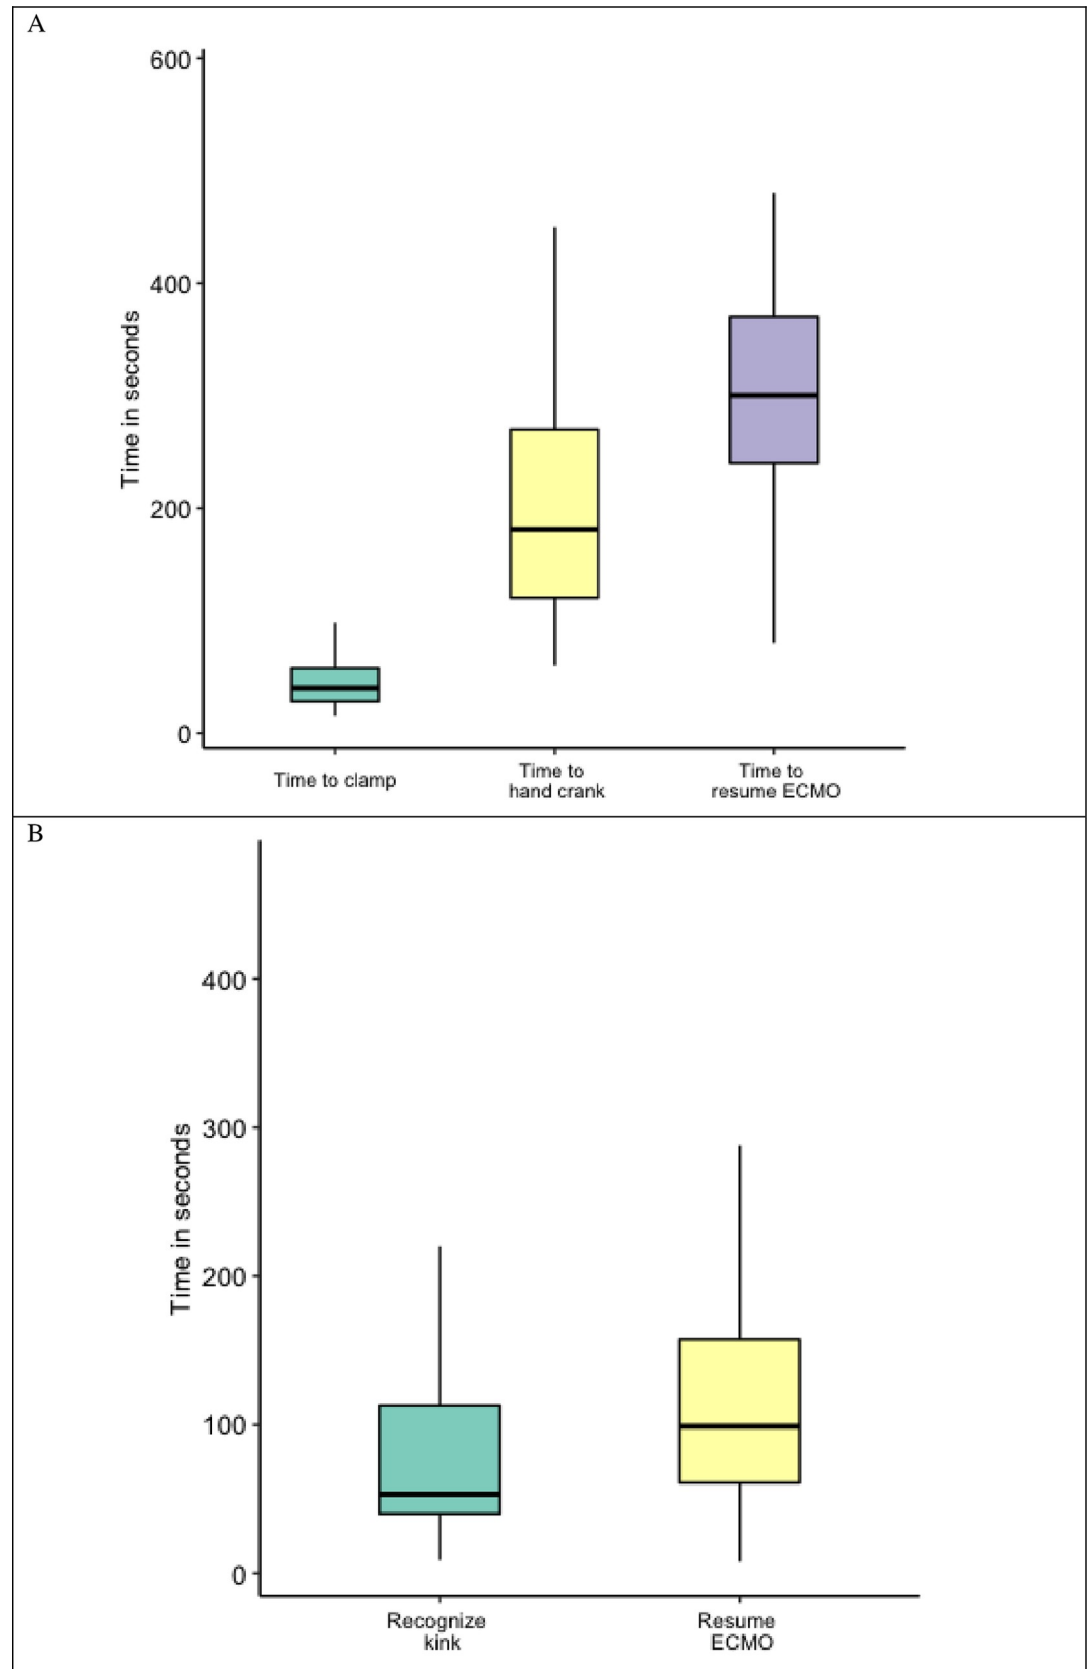 A
600
400
200
0
Time in seconds
Time to clamp
Time to
hand crank
Time to
resume ECMO
B
400
300
200
100
0
Time in seconds
Recognize
kink
Resume
ECMO